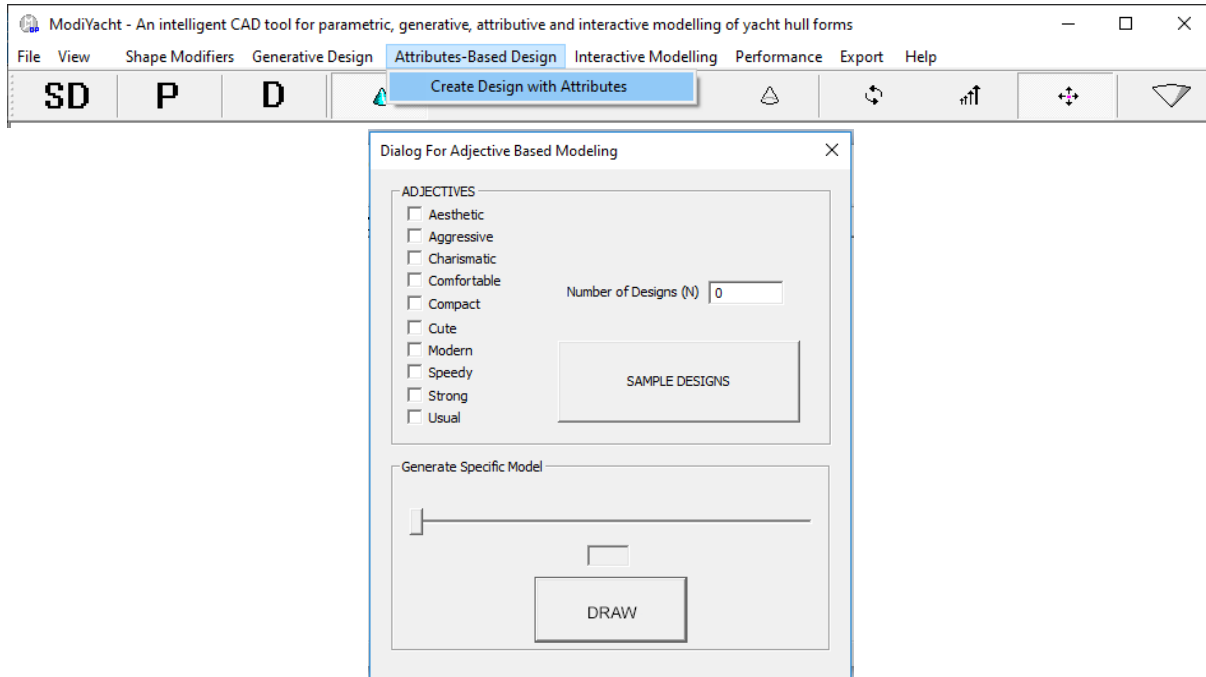 ModiYacht - An intelligent CAD tool for parametric, generative, attributive and interactive modelling of yacht hull forms
File View Shape Modifiers Generative Design Attributes-Based Design Interactive Modelling Performance Export Help
SD P D
Create Design with Attributes
Dialog For Adjective Based Modeling
ADJECTIVES
Aesthetic
Aggressive
Charismatic
Comfortable
Compact
Cute
Modern
Speedy
Strong
Usual
Number of Designs (N) 0
SAMPLE DESIGNS
Generate Specific Model
DRAW